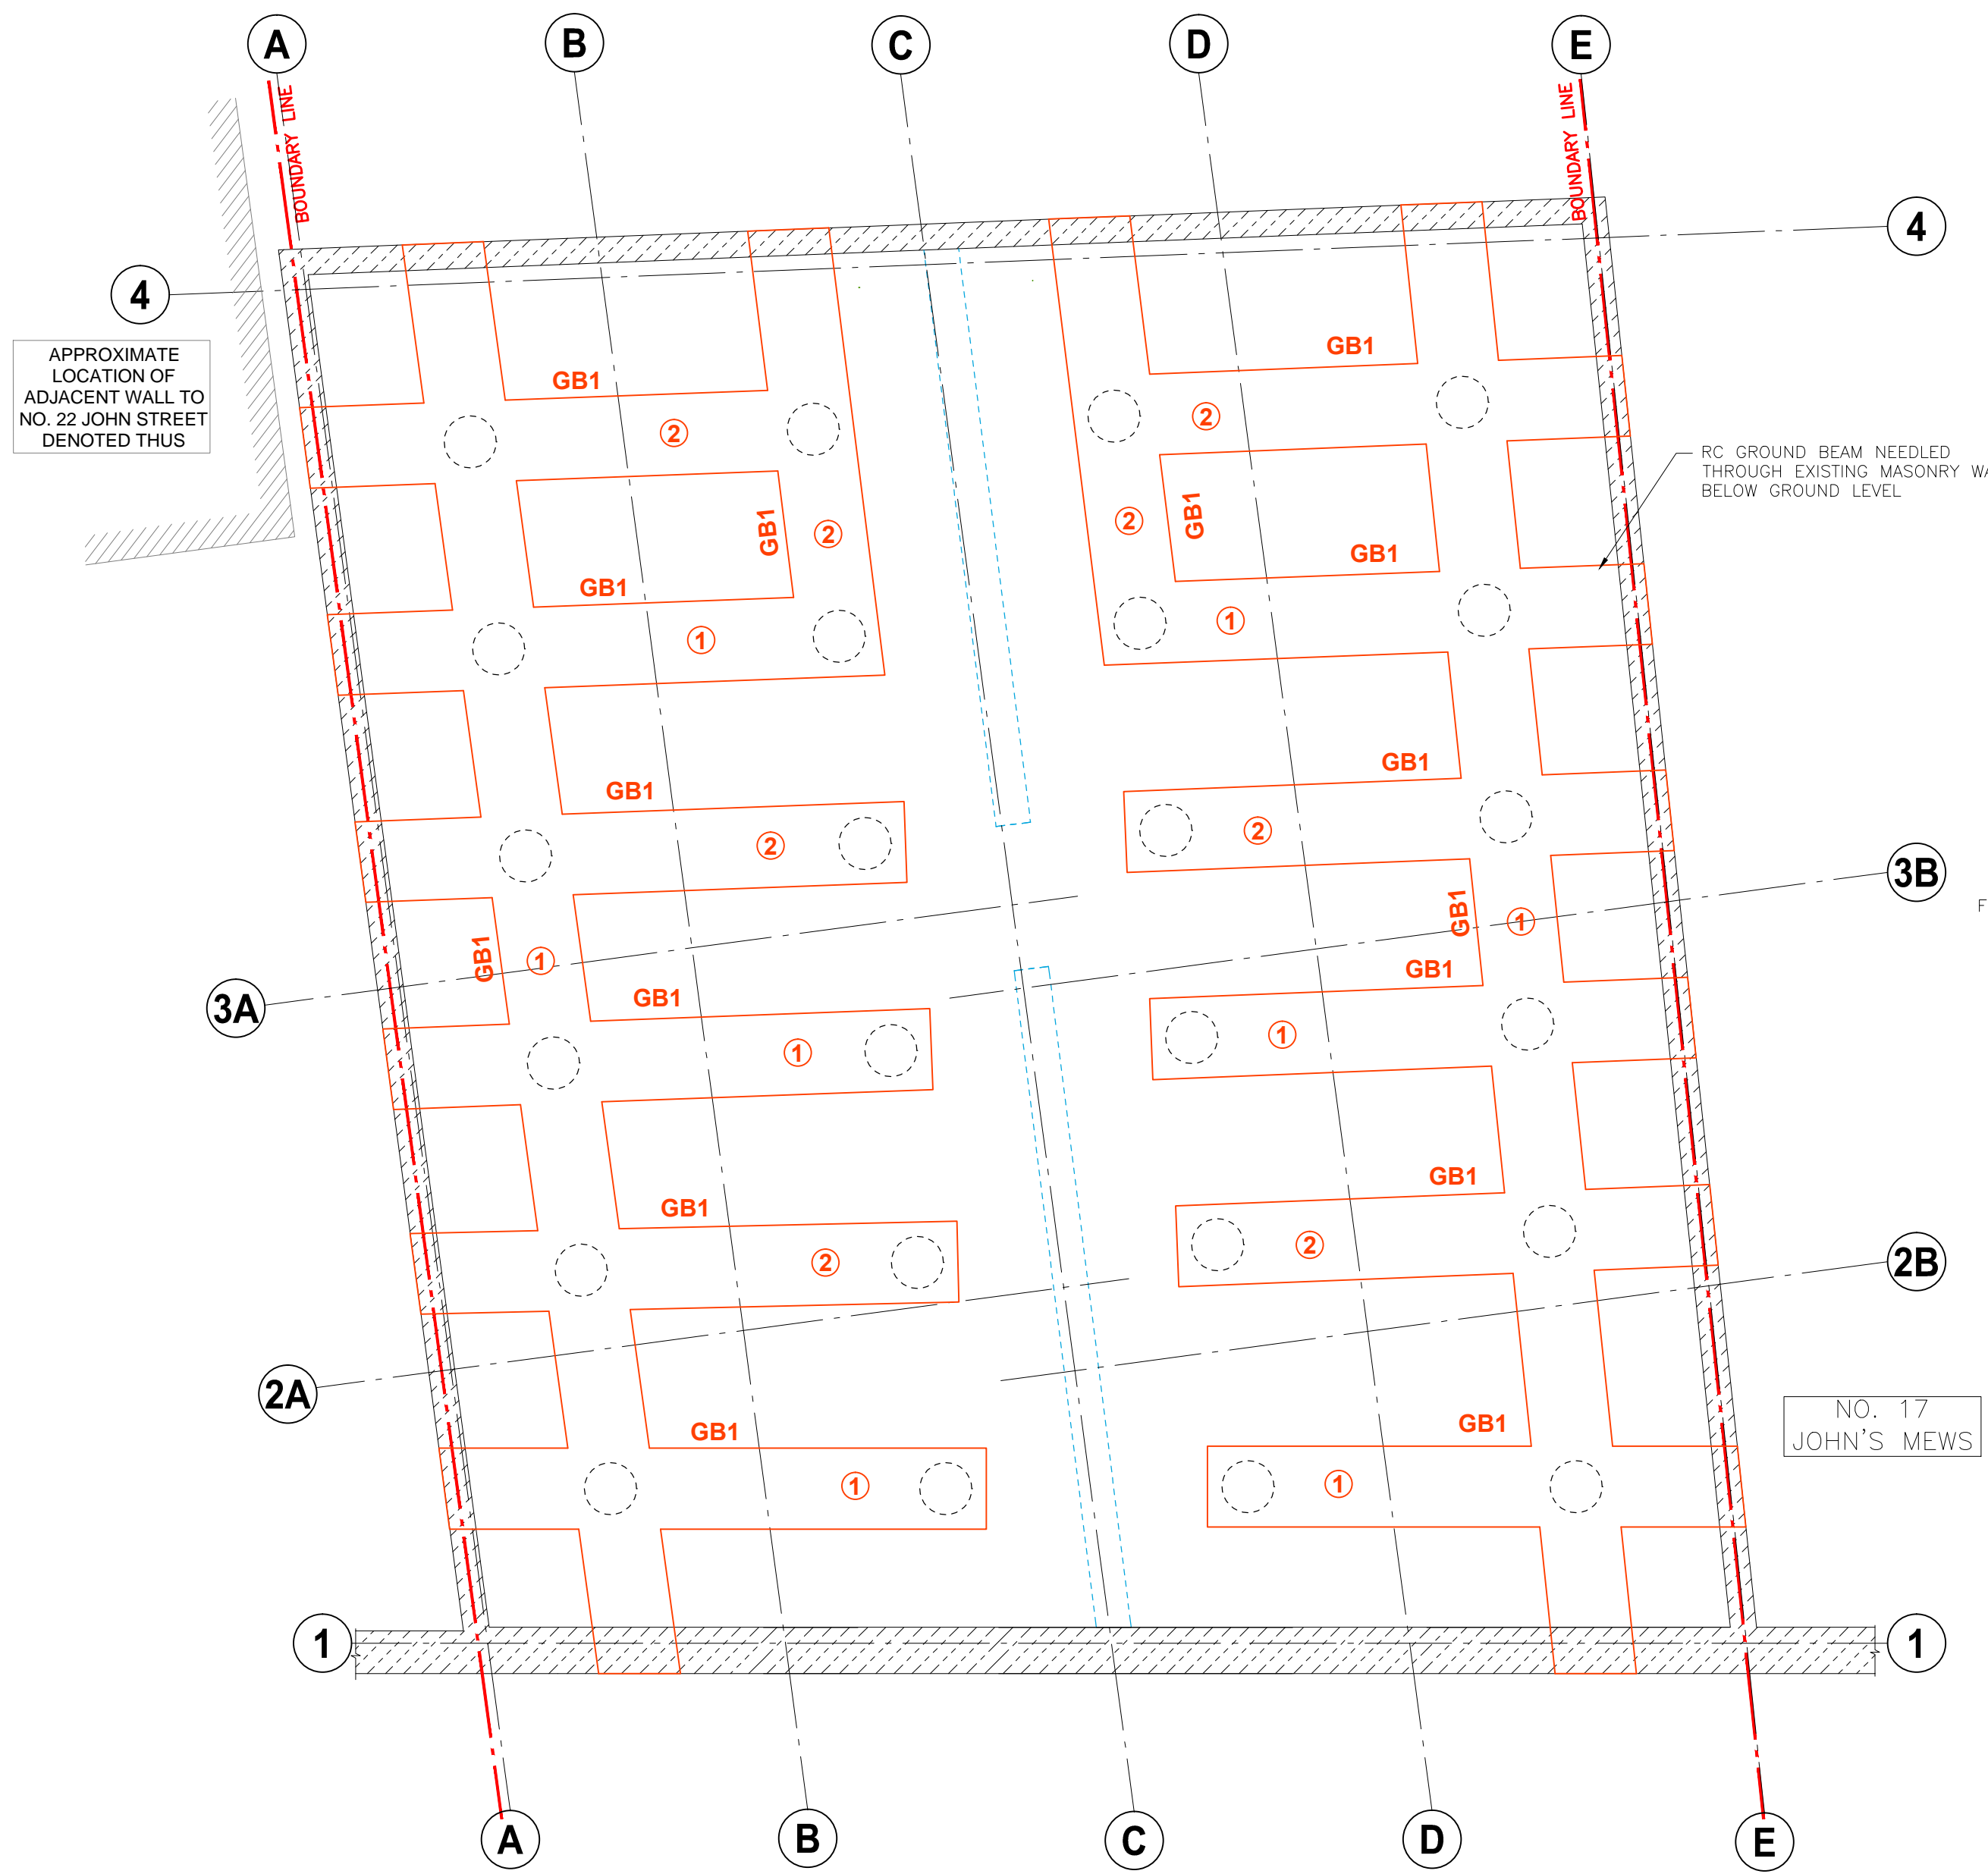 A
B
C
D
E
BOUNDARY LINE
BOUNDARY LINE
4
4
APPROXIMATE
LOCATION OF
ADJACENT WALL TO
NO. 22 JOHN STREET
DENOTED THUS
GB1
GB1
2
2
RC GROUND BEAM NEEDLED
THROUGH EXISTING MASONRY WA
BELOW GROUND LEVEL
GB1
GB1
2
2
GB1
GB1
1
1
GB1
GB1
2
2
3B
F
GB1
1
GB1
1
GB1
GB1
3A
1
1
GB1
GB1
2
2
2B
2A
GB1
GB1
1
1
NO. 17
JOHN'S MEWS
1
1
A
B
C
D
E